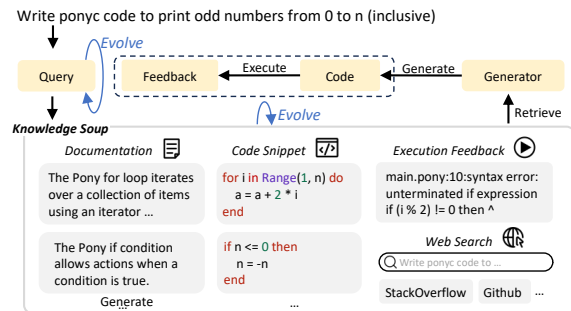 Write ponyc code to print odd numbers from 0 to n (inclusive)
Evolve
Query
Feedback
Execute
Code
Generate
Generator
Evolve
Retrieve
Knowledge Soup
Documentation
Code Snippet
Execution Feedback
The Pony for loop iterates
over a collection of items
using an iterator ...
for i in Range(1, n) do
a = a + 2 * i
end
main.pony:10:syntax error:
unterminated if expression
if (i % 2) != 0 then ^
The Pony if condition
allows actions when a
condition is true.
if n <= 0 then
n = -n
end
Web Search
Write ponyc code to ...
StackOverflow
Github
...
Generate
...
...